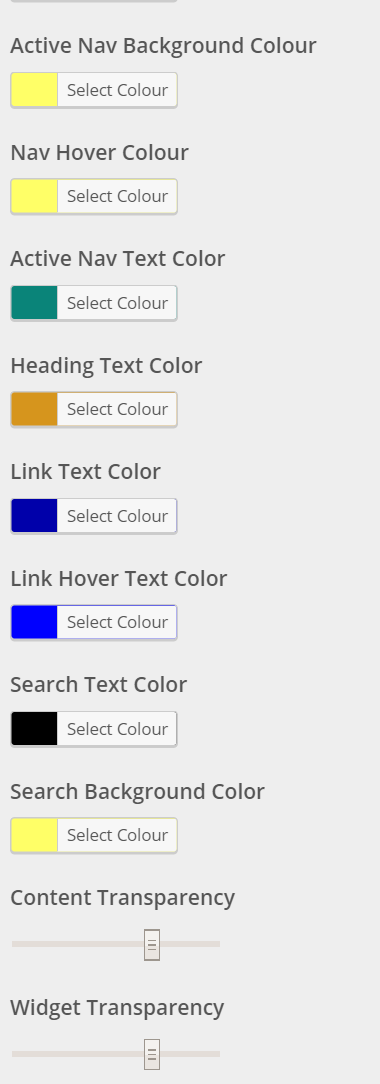 Active Nav Background Colour
Select Colour
Nav Hover Colour
Select Colour
Active Nav Text Color
Select Colour
Heading Text Color
Select Colour
Link Text Color
Select Colour
Link Hover Text Color
Select Colour
Search Text Color
Select Colour
Search Background Color
Select Colour
Content Transparency
Widget Transparency